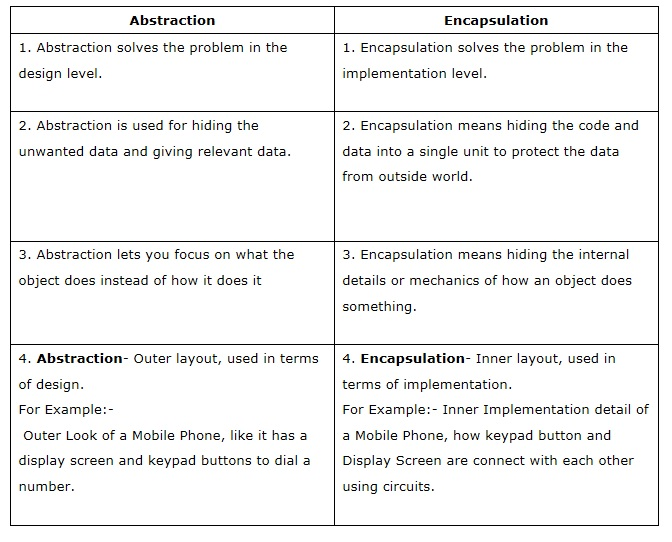 Abstraction
Encapsulation
1. Abstraction solves the problem in the
design level.
1. Encapsulation solves the problem in the
implementation level.
2. Abstraction is used for hiding the
unwanted data and giving relevant data.
2. Encapsulation means hiding the code and
data into a single unit to protect the data
from outside world.
3. Abstraction lets you focus on what the
object does instead of how it does it
3. Encapsulation means hiding the internal
details or mechanics of how an object does
something.
4. Abstraction- Outer layout, used in terms
of design.
For Example:-
Outer Look of a Mobile Phone, like it has a
display screen and keypad buttons to dial a
number.
4. Encapsulation- Inner layout, used in
terms of implementation.
For Example:- Inner Implementation detail of
a Mobile Phone, how keypad button and
Display Screen are connect with each other
using circuits.